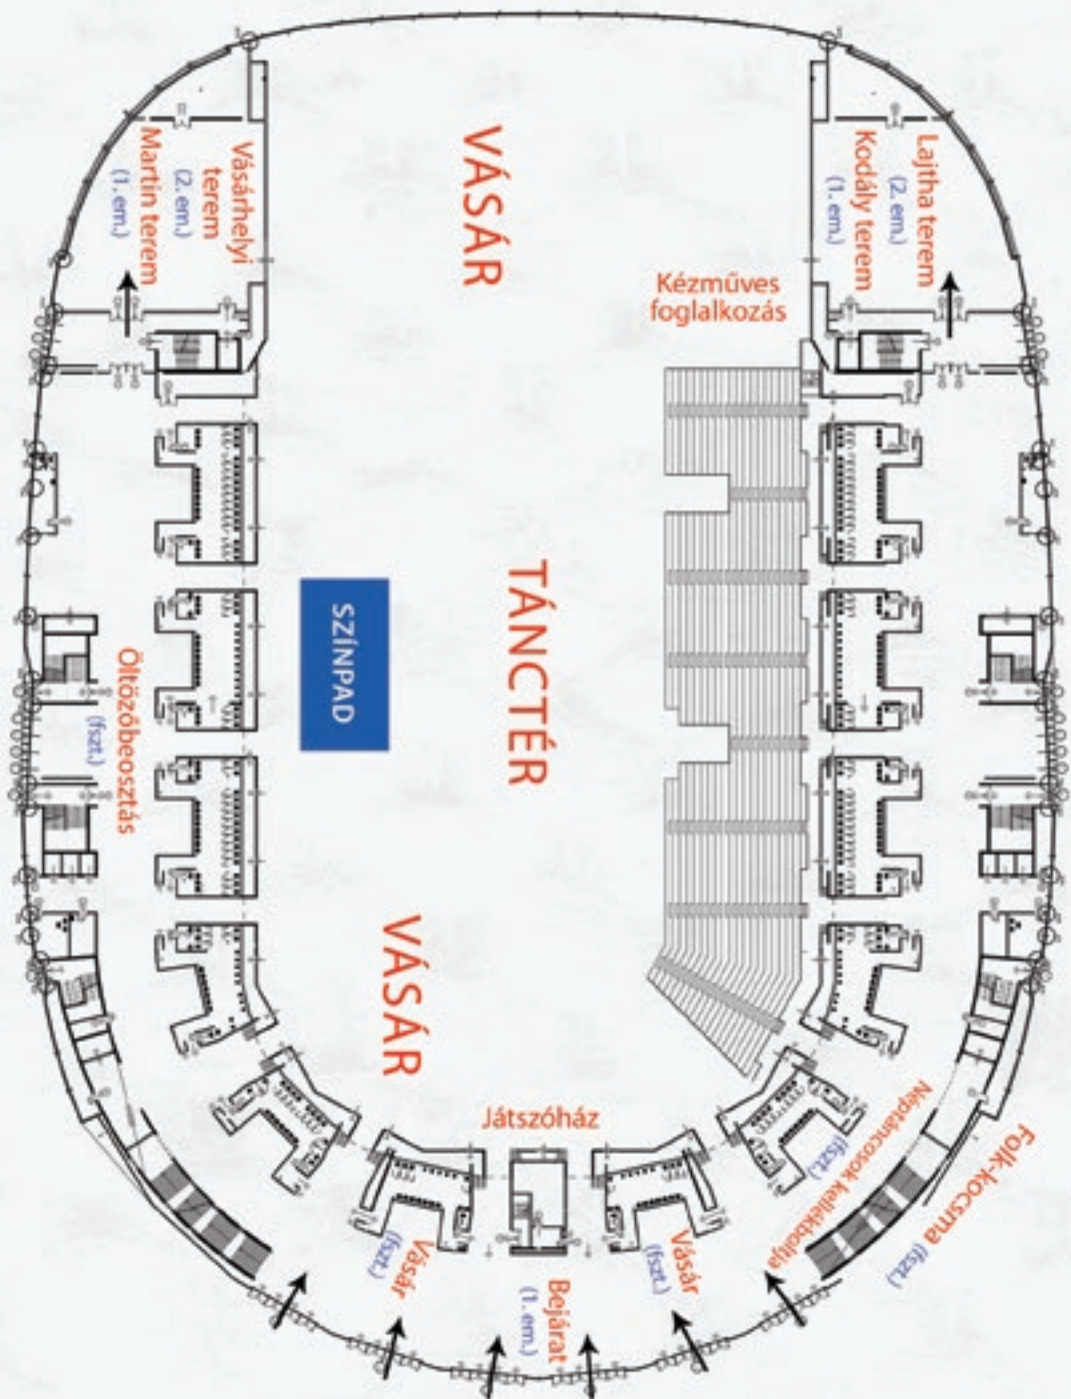 VÁSÁR
Vásárhelyi
terem
(2. em.)
Martin terem
(1. em.)
Lajtha terem
(2. em.)
Kodály terem
(1. em.)
Kézműves
foglalkozás
SZÍNPAD
TÁNCTÉR
Öltözőbeosztás
(fszt.)
VÁSÁR
Játszóház
Néptáncosok kellékboltja
(fszt.)
Folk-kocsma (fszt.)
Vásár
(fszt.)
Vásár
(fszt.)
Bejárat
(1. em.)